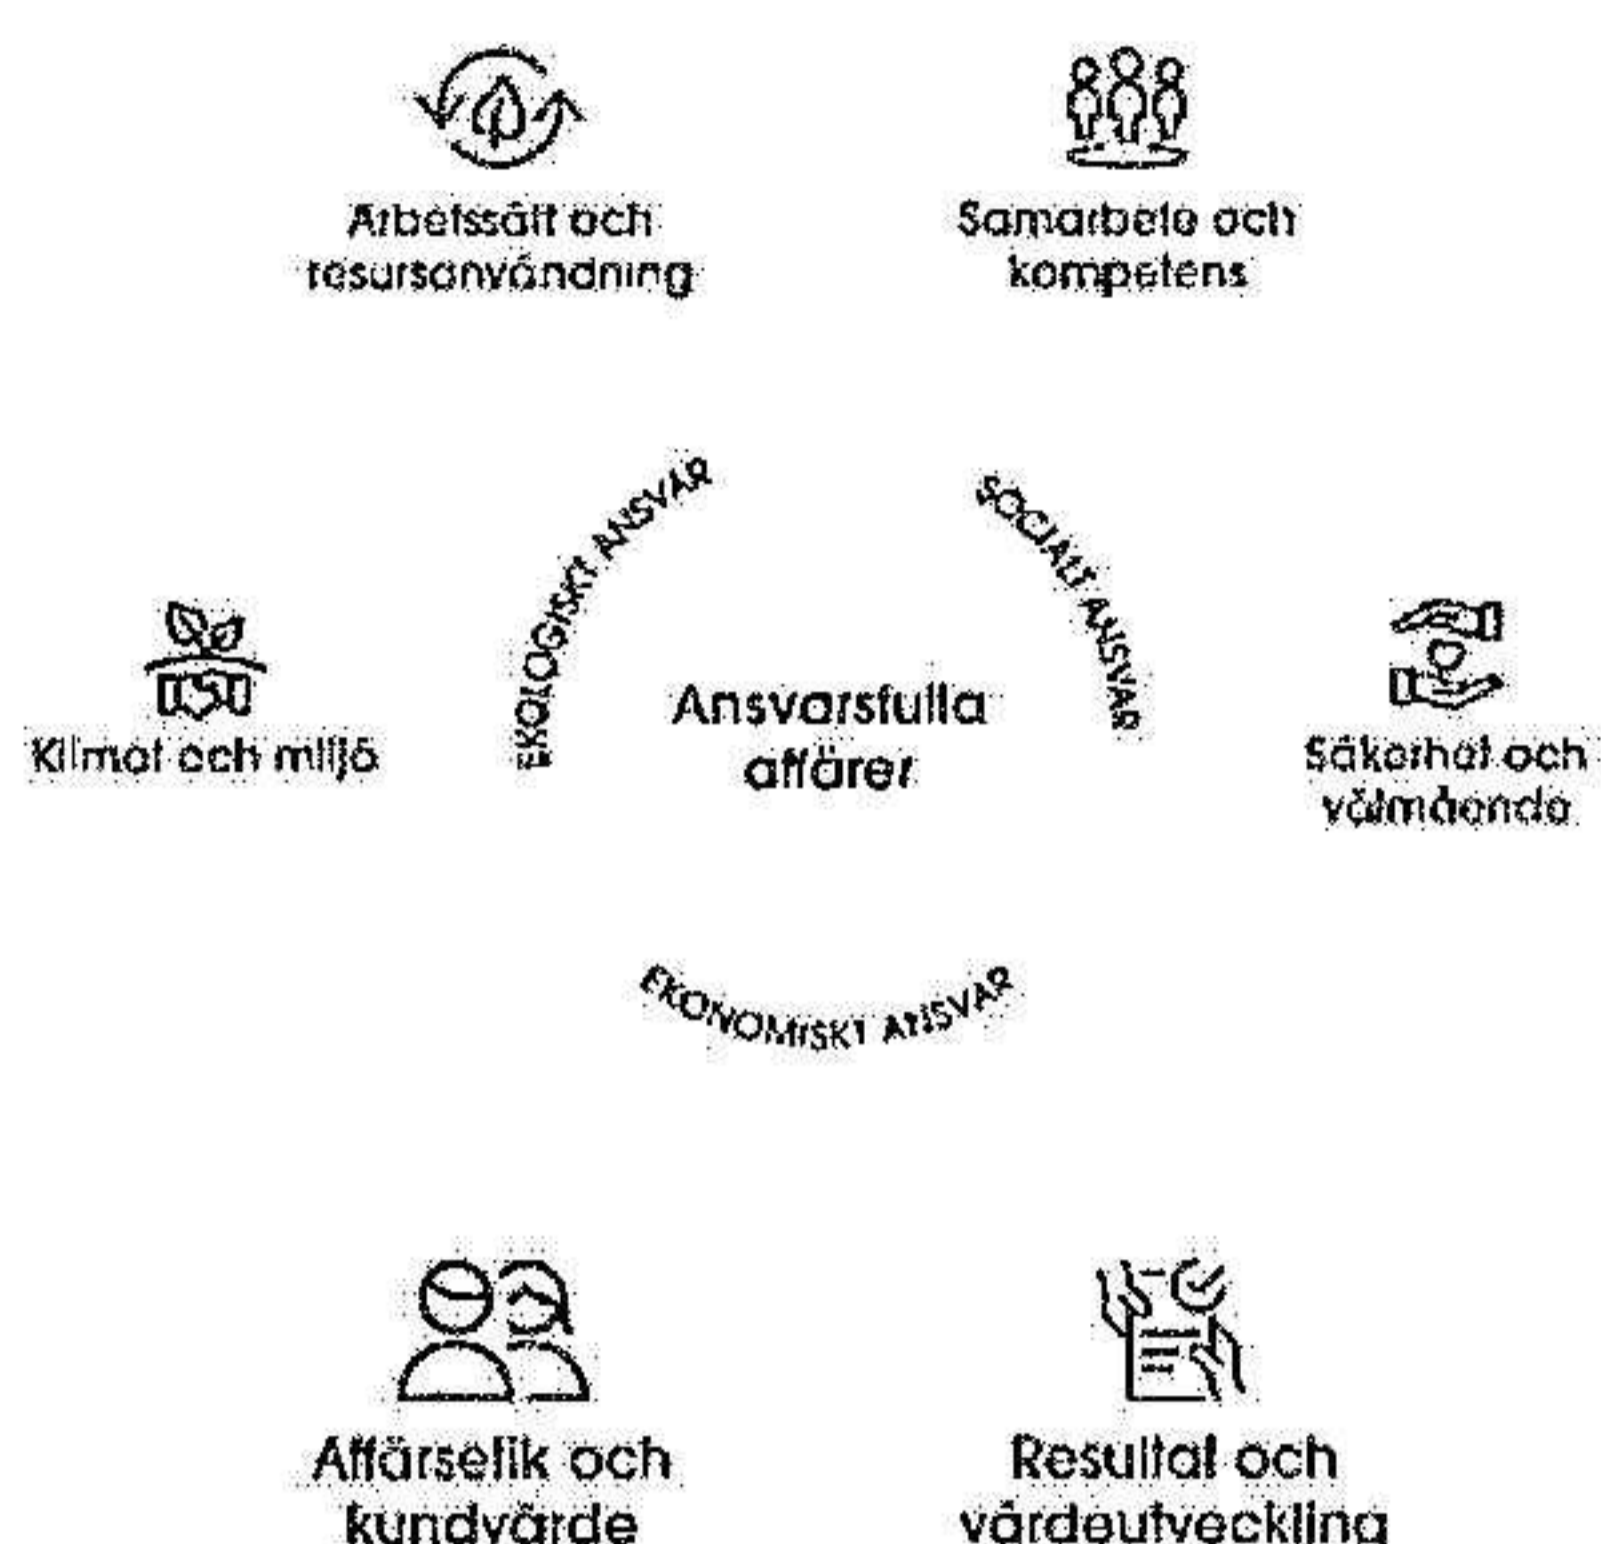 Arbetssätt och
resursanvändning
Samarbete och
kompetens
EKOLOGISKT ANSVAR
SOCIALT ANSVAR
Klimat och miljö
Ansvarsfulla
affärer
Säkerhet och
välmående
EKONOMISKT ANSVAR
Affärsetik och
kundvärde
Resultat och
värdeutveckling